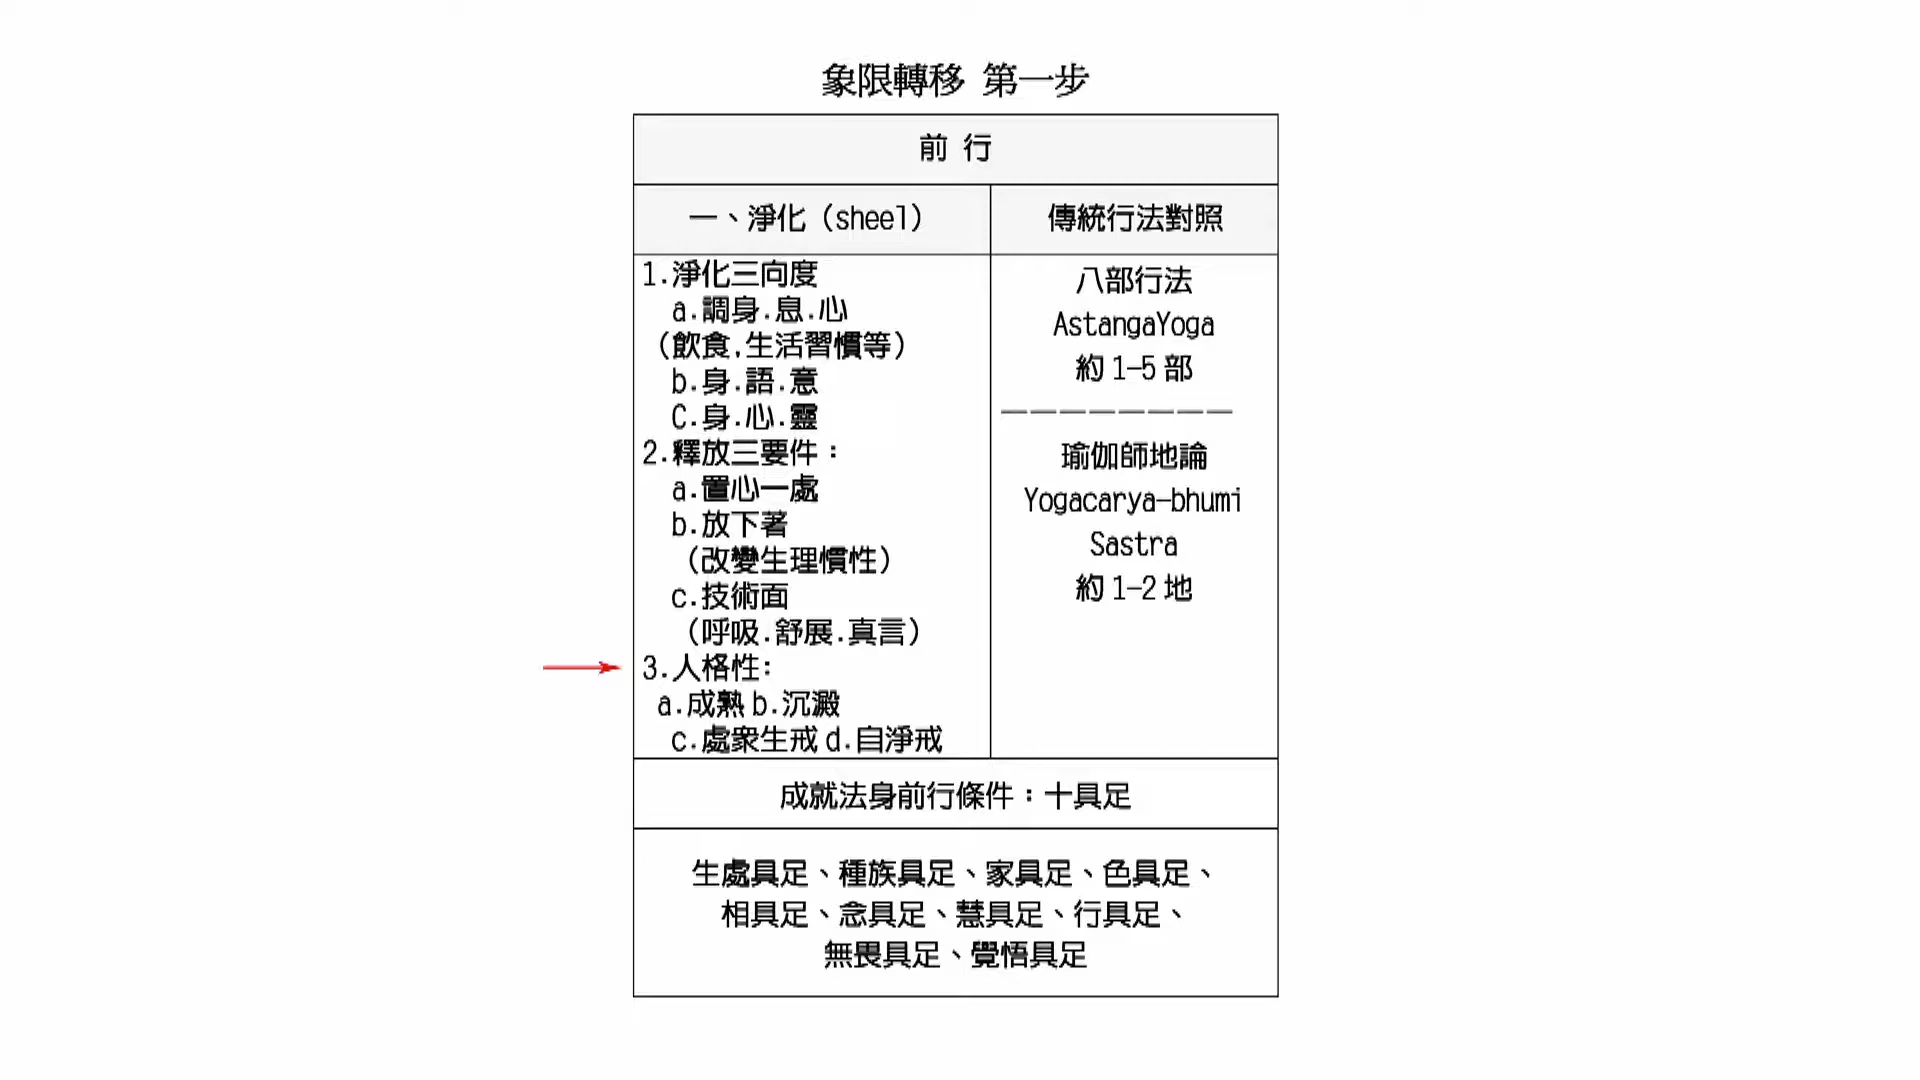 象限轉移 第一步
前 行
一、淨化（sheel）
傳統行法對照
1.淨化三向度
a.調身.息.心
（飲食.生活習慣等）
b.身.語.意
C.身.心.靈
2.釋放三要件：
a.置心一處
b.放下著
（改變生理慣性）
c.技術面
（呼吸.舒展.真言）
3.人格性:
a.成熟 b.沉澱
c.處衆生戒 d.自淨戒
八部行法
AstangaYoga
約 1-5 部
————————
瑜伽師地論
Yogacarya-bhumi
Sastra
約 1-2 地
成就法身前行條件：十具足
生處具足、種族具足、家具足、色具足、
相具足、念具足、慧具足、行具足、
無畏具足、覺悟具足